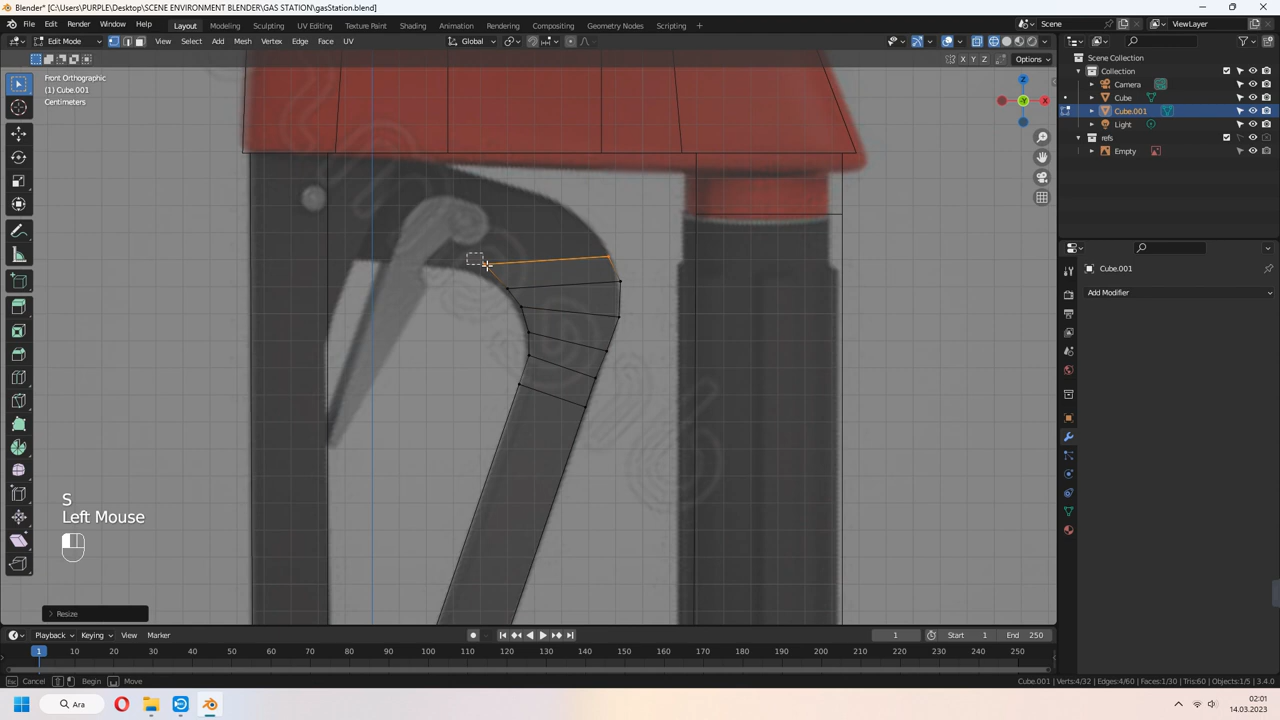 Blender* [C:\Users\PURPLE\Desktop\SCENE ENVIRONMENT BLENDER\GAS STATION\gasStation.blend]
File Edit Render Window Help Layout Modeling Sculpting UV Editing Texture Paint Shading Animation Rendering Compositing Geometry Nodes Scripting Scene ViewLayer
Edit Mode View Select Add Mesh Vertex Edge Face UV Global
X Y Z Options
Front Orthographic
(1) Cube.001
Centimeters
Z
Y
X
Scene Collection
Collection
Camera
Cube
Cube.001
Light
refs
Empty
Cube.001
Add Modifier
S
Left Mouse
Resize
Playback Keying View Marker 1 Start 1 End 250
1 10 20 30 40 50 60 70 80 90 100 110 120 130 140 150 160 170 180 190 200 210 220 230 240 250
Esc Cancel Begin Move Cube.001 | Verts:4/32 | Edges:4/60 | Faces:1/30 | Tris:60 | Objects:1/5 | 3.4.0
Ara 02:01
14.03.2023